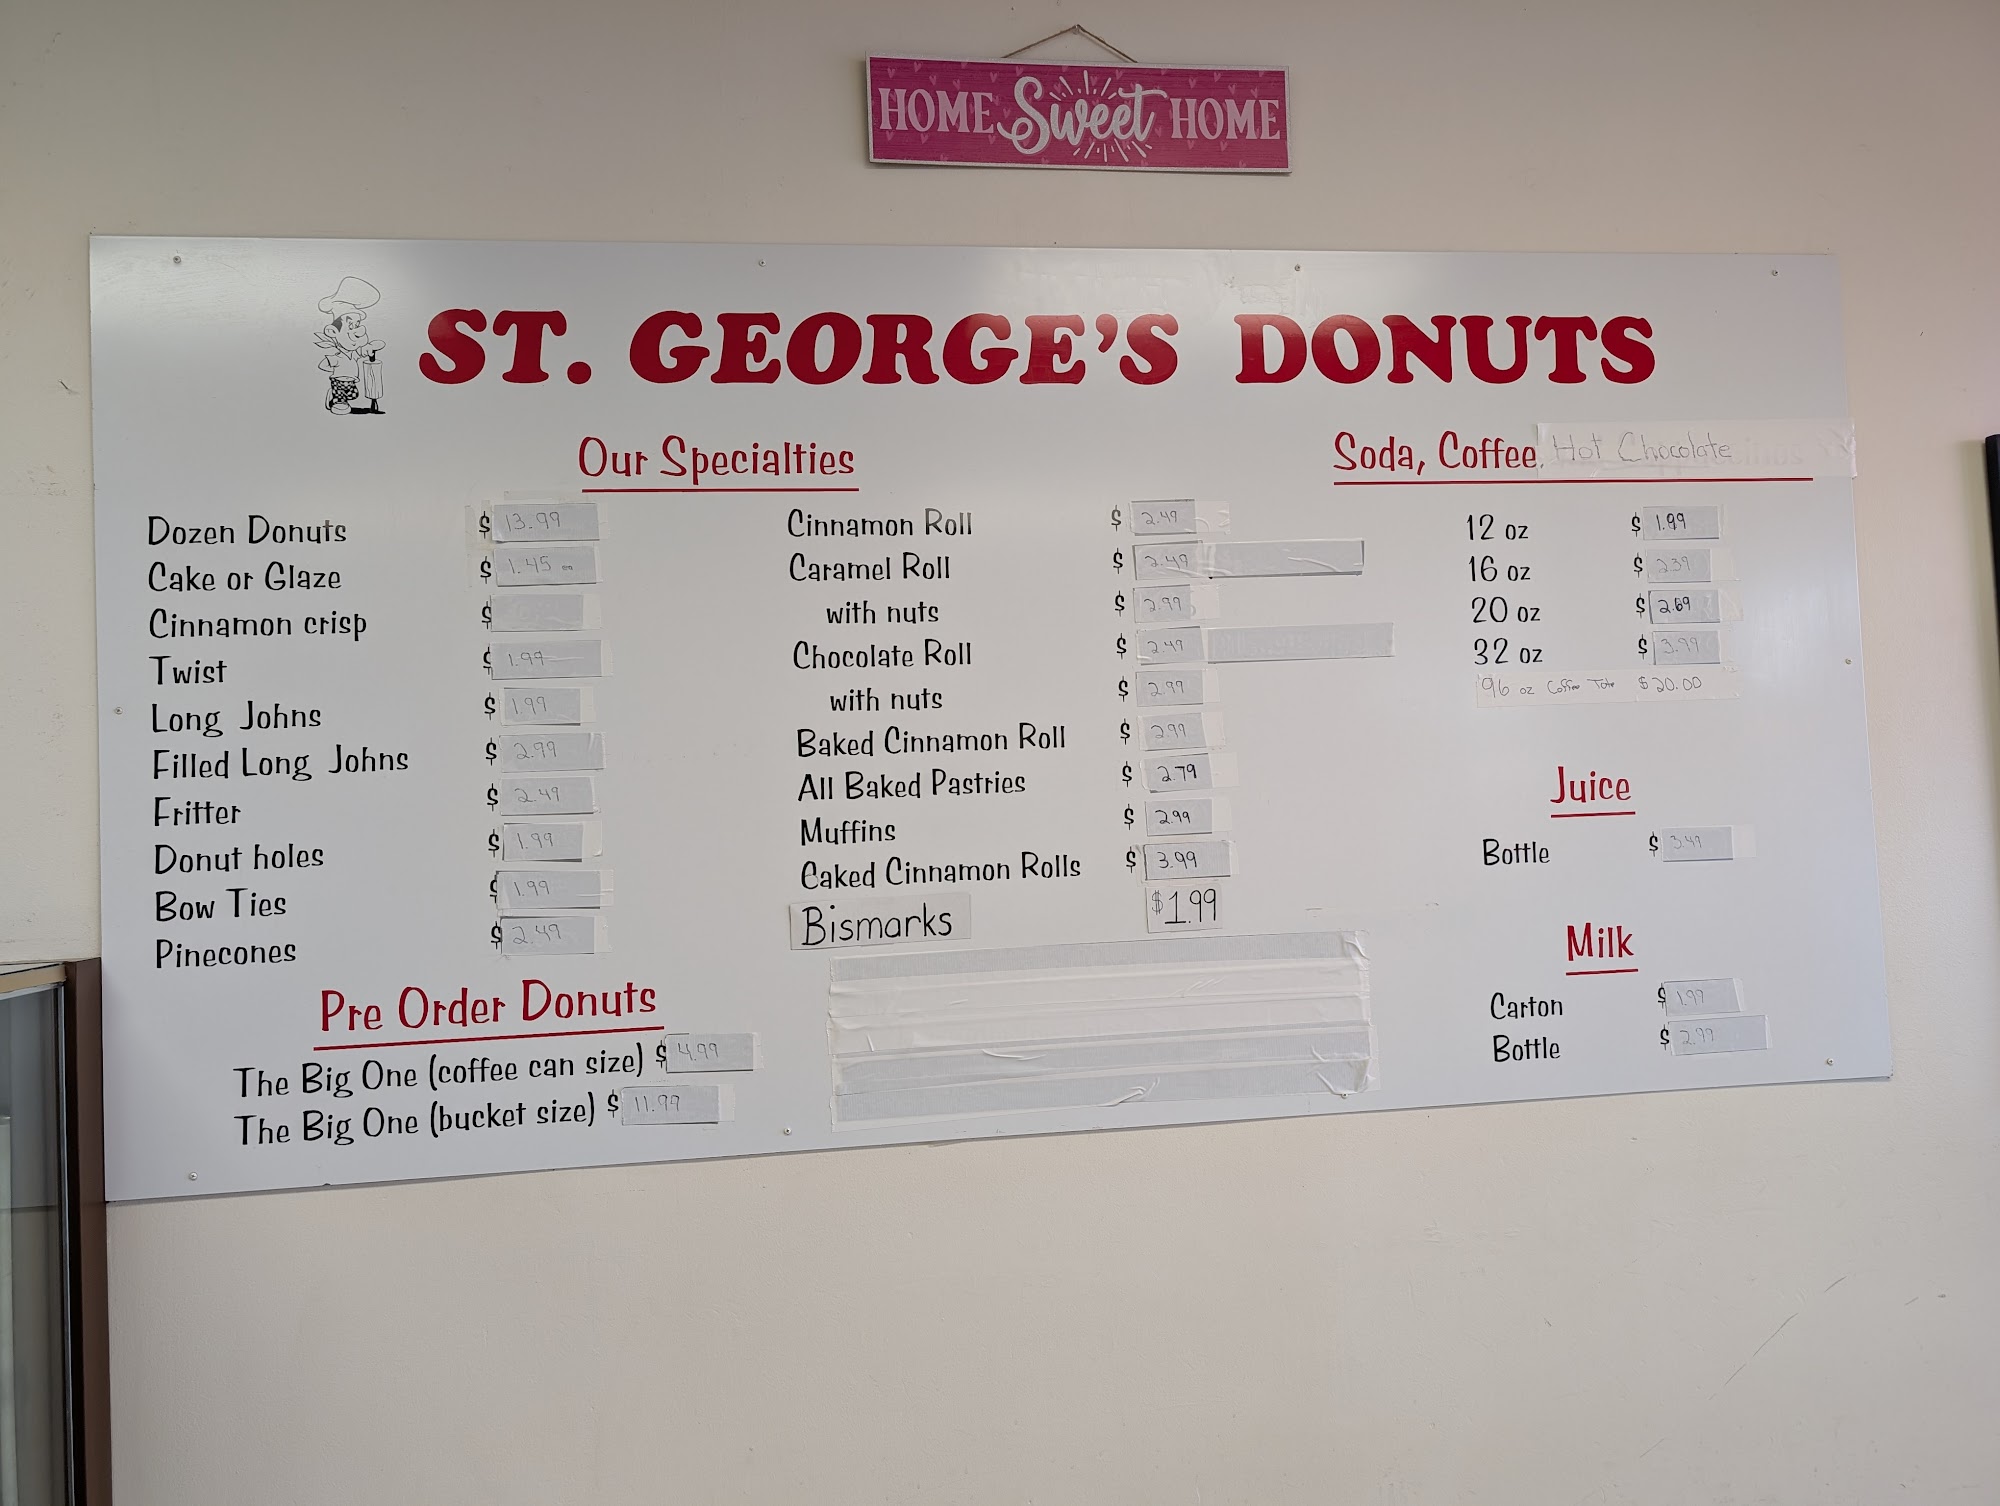 HOME Sweet HOME
ST. GEORGE'S DONUTS
Our Specialties
Dozen Donuts $ 13.99
Cake or Glaze $ 1.45 ea
Cinnamon crisp $
Twist $ 1.99
Long Johns $ 1.99
Filled Long Johns $ 2.99
Fritter $ 2.49
Donut holes $ 1.99
Bow Ties $ 1.99
Pinecones $ 2.49
Cinnamon Roll $ 2.49
Caramel Roll $ 2.49
with nuts $ 2.99
Chocolate Roll $ 2.49
with nuts $ 2.99
Baked Cinnamon Roll $ 2.99
All Baked Pastries $ 2.79
Muffins $ 2.99
Caked Cinnamon Rolls $ 3.99
Bismarks $1.99
Pre Order Donuts
The Big One (coffee can size) $ 4.99
The Big One (bucket size) $ 11.99
Soda, Coffee, Hot Chocolate
12 oz $ 1.99
16 oz $ 2.39
20 oz $ 2.69
32 oz $ 3.99
96 oz Coffee Tote $20.00
Juice
Bottle $ 3.49
Milk
Carton $ 1.99
Bottle $ 2.99